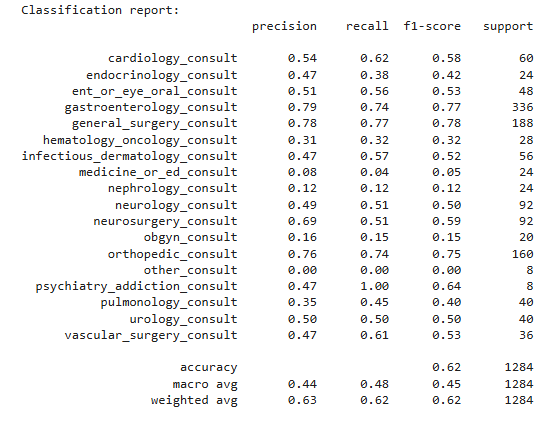 Classification report:
precision recall f1-score support
cardiology_consult 0.54 0.62 0.58 60
endocrinology_consult 0.47 0.38 0.42 24
ent_or_eye_oral_consult 0.51 0.56 0.53 48
gastroenterology_consult 0.79 0.74 0.77 336
general_surgery_consult 0.78 0.77 0.78 188
hematology_oncology_consult 0.31 0.32 0.32 28
infectious_dermatology_consult 0.47 0.57 0.52 56
medicine_or_ed_consult 0.08 0.04 0.05 24
nephrology_consult 0.12 0.12 0.12 24
neurology_consult 0.49 0.51 0.50 92
neurosurgery_consult 0.69 0.51 0.59 92
obgyn_consult 0.16 0.15 0.15 20
orthopedic_consult 0.76 0.74 0.75 160
other_consult 0.00 0.00 0.00 8
psychiatry_addiction_consult 0.47 1.00 0.64 8
pulmonology_consult 0.35 0.45 0.40 40
urology_consult 0.50 0.50 0.50 40
vascular_surgery_consult 0.47 0.61 0.53 36
accuracy 0.62 1284
macro avg 0.44 0.48 0.45 1284
weighted avg 0.63 0.62 0.62 1284